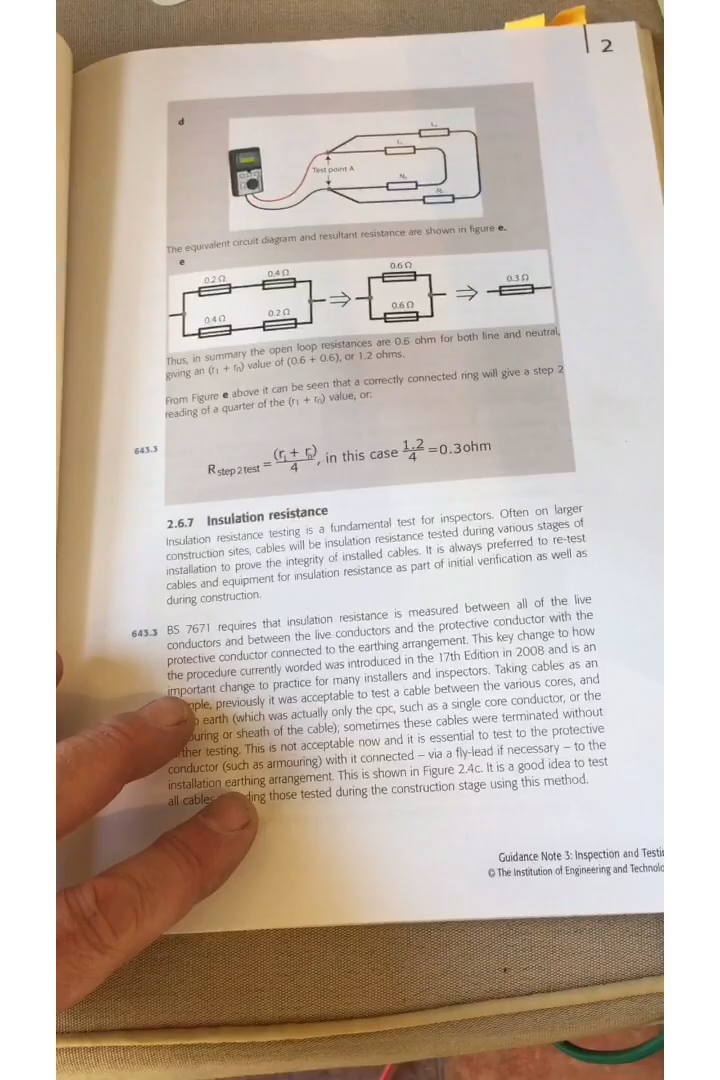 2
d
Test point A
The equivalent circuit diagram and resultant resistance are shown in figure e.
e
0.2 Ω 0.4 Ω 0.6 Ω 0.3 Ω
0.4 Ω 0.2 Ω 0.6 Ω
Thus, in summary the open loop resistances are 0.6 ohm for both line and neutral,
giving an (r₁ + rₙ) value of (0.6 + 0.6), or 1.2 ohms.
From Figure e above it can be seen that a correctly connected ring will give a step 2
reading of a quarter of the (r₁ + rₙ) value, or:
643.3
R step 2 test = (r₁ + rₙ)/4, in this case 1.2/4 = 0.3 ohm
2.6.7 Insulation resistance
Insulation resistance testing is a fundamental test for inspectors. Often on larger
construction sites, cables will be insulation resistance tested during various stages of
installation to prove the integrity of installed cables. It is always preferred to re-test
cables and equipment for insulation resistance as part of initial verification as well as
during construction.
643.3 BS 7671 requires that insulation resistance is measured between all of the live
conductors and between the live conductors and the protective conductor with the
protective conductor connected to the earthing arrangement. This key change to how
the procedure currently worded was introduced in the 17th Edition in 2008 and is an
important change to practice for many installers and inspectors. Taking cables as an
mple, previously it was acceptable to test a cable between the various cores, and
o earth (which was actually only the cpc, such as a single core conductor, or the
ouring or sheath of the cable); sometimes these cables were terminated without
ther testing. This is not acceptable now and it is essential to test to the protective
conductor (such as armouring) with it connected – via a fly-lead if necessary – to the
installation earthing arrangement. This is shown in Figure 2.4c. It is a good idea to test
all cables ding those tested during the construction stage using this method.
Guidance Note 3: Inspection and Testi
© The Institution of Engineering and Technolo